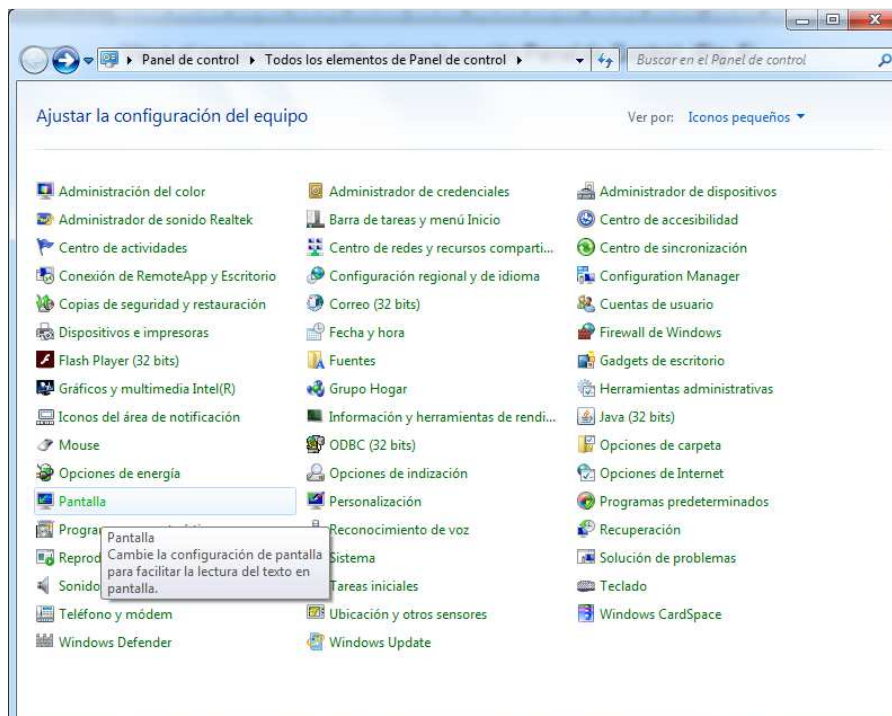 Panel de control Todos los elementos de Panel de control Buscar en el Panel de control
Ajustar la configuración del equipo Ver por: Iconos pequeños
Administración del color Administrador de credenciales Administrador de dispositivos
Administrador de sonido Realtek Barra de tareas y menú Inicio Centro de accesibilidad
Centro de actividades Centro de redes y recursos comparti... Centro de sincronización
Conexión de RemoteApp y Escritorio Configuración regional y de idioma Configuration Manager
Copias de seguridad y restauración Correo (32 bits) Cuentas de usuario
Dispositivos e impresoras Fecha y hora Firewall de Windows
Flash Player (32 bits) Fuentes Gadgets de escritorio
Gráficos y multimedia Intel(R) Grupo Hogar Herramientas administrativas
Iconos del área de notificación Información y herramientas de rendi... Java (32 bits)
Mouse ODBC (32 bits) Opciones de carpeta
Opciones de energía Opciones de indización Opciones de Internet
Pantalla Personalización Programas predeterminados
Reconocimiento de voz Recuperación
Pantalla
Cambie la configuración de pantalla
para facilitar la lectura del texto en
pantalla.
Sistema Solución de problemas
Sonido Tareas iniciales Teclado
Teléfono y módem Ubicación y otros sensores Windows CardSpace
Windows Defender Windows Update